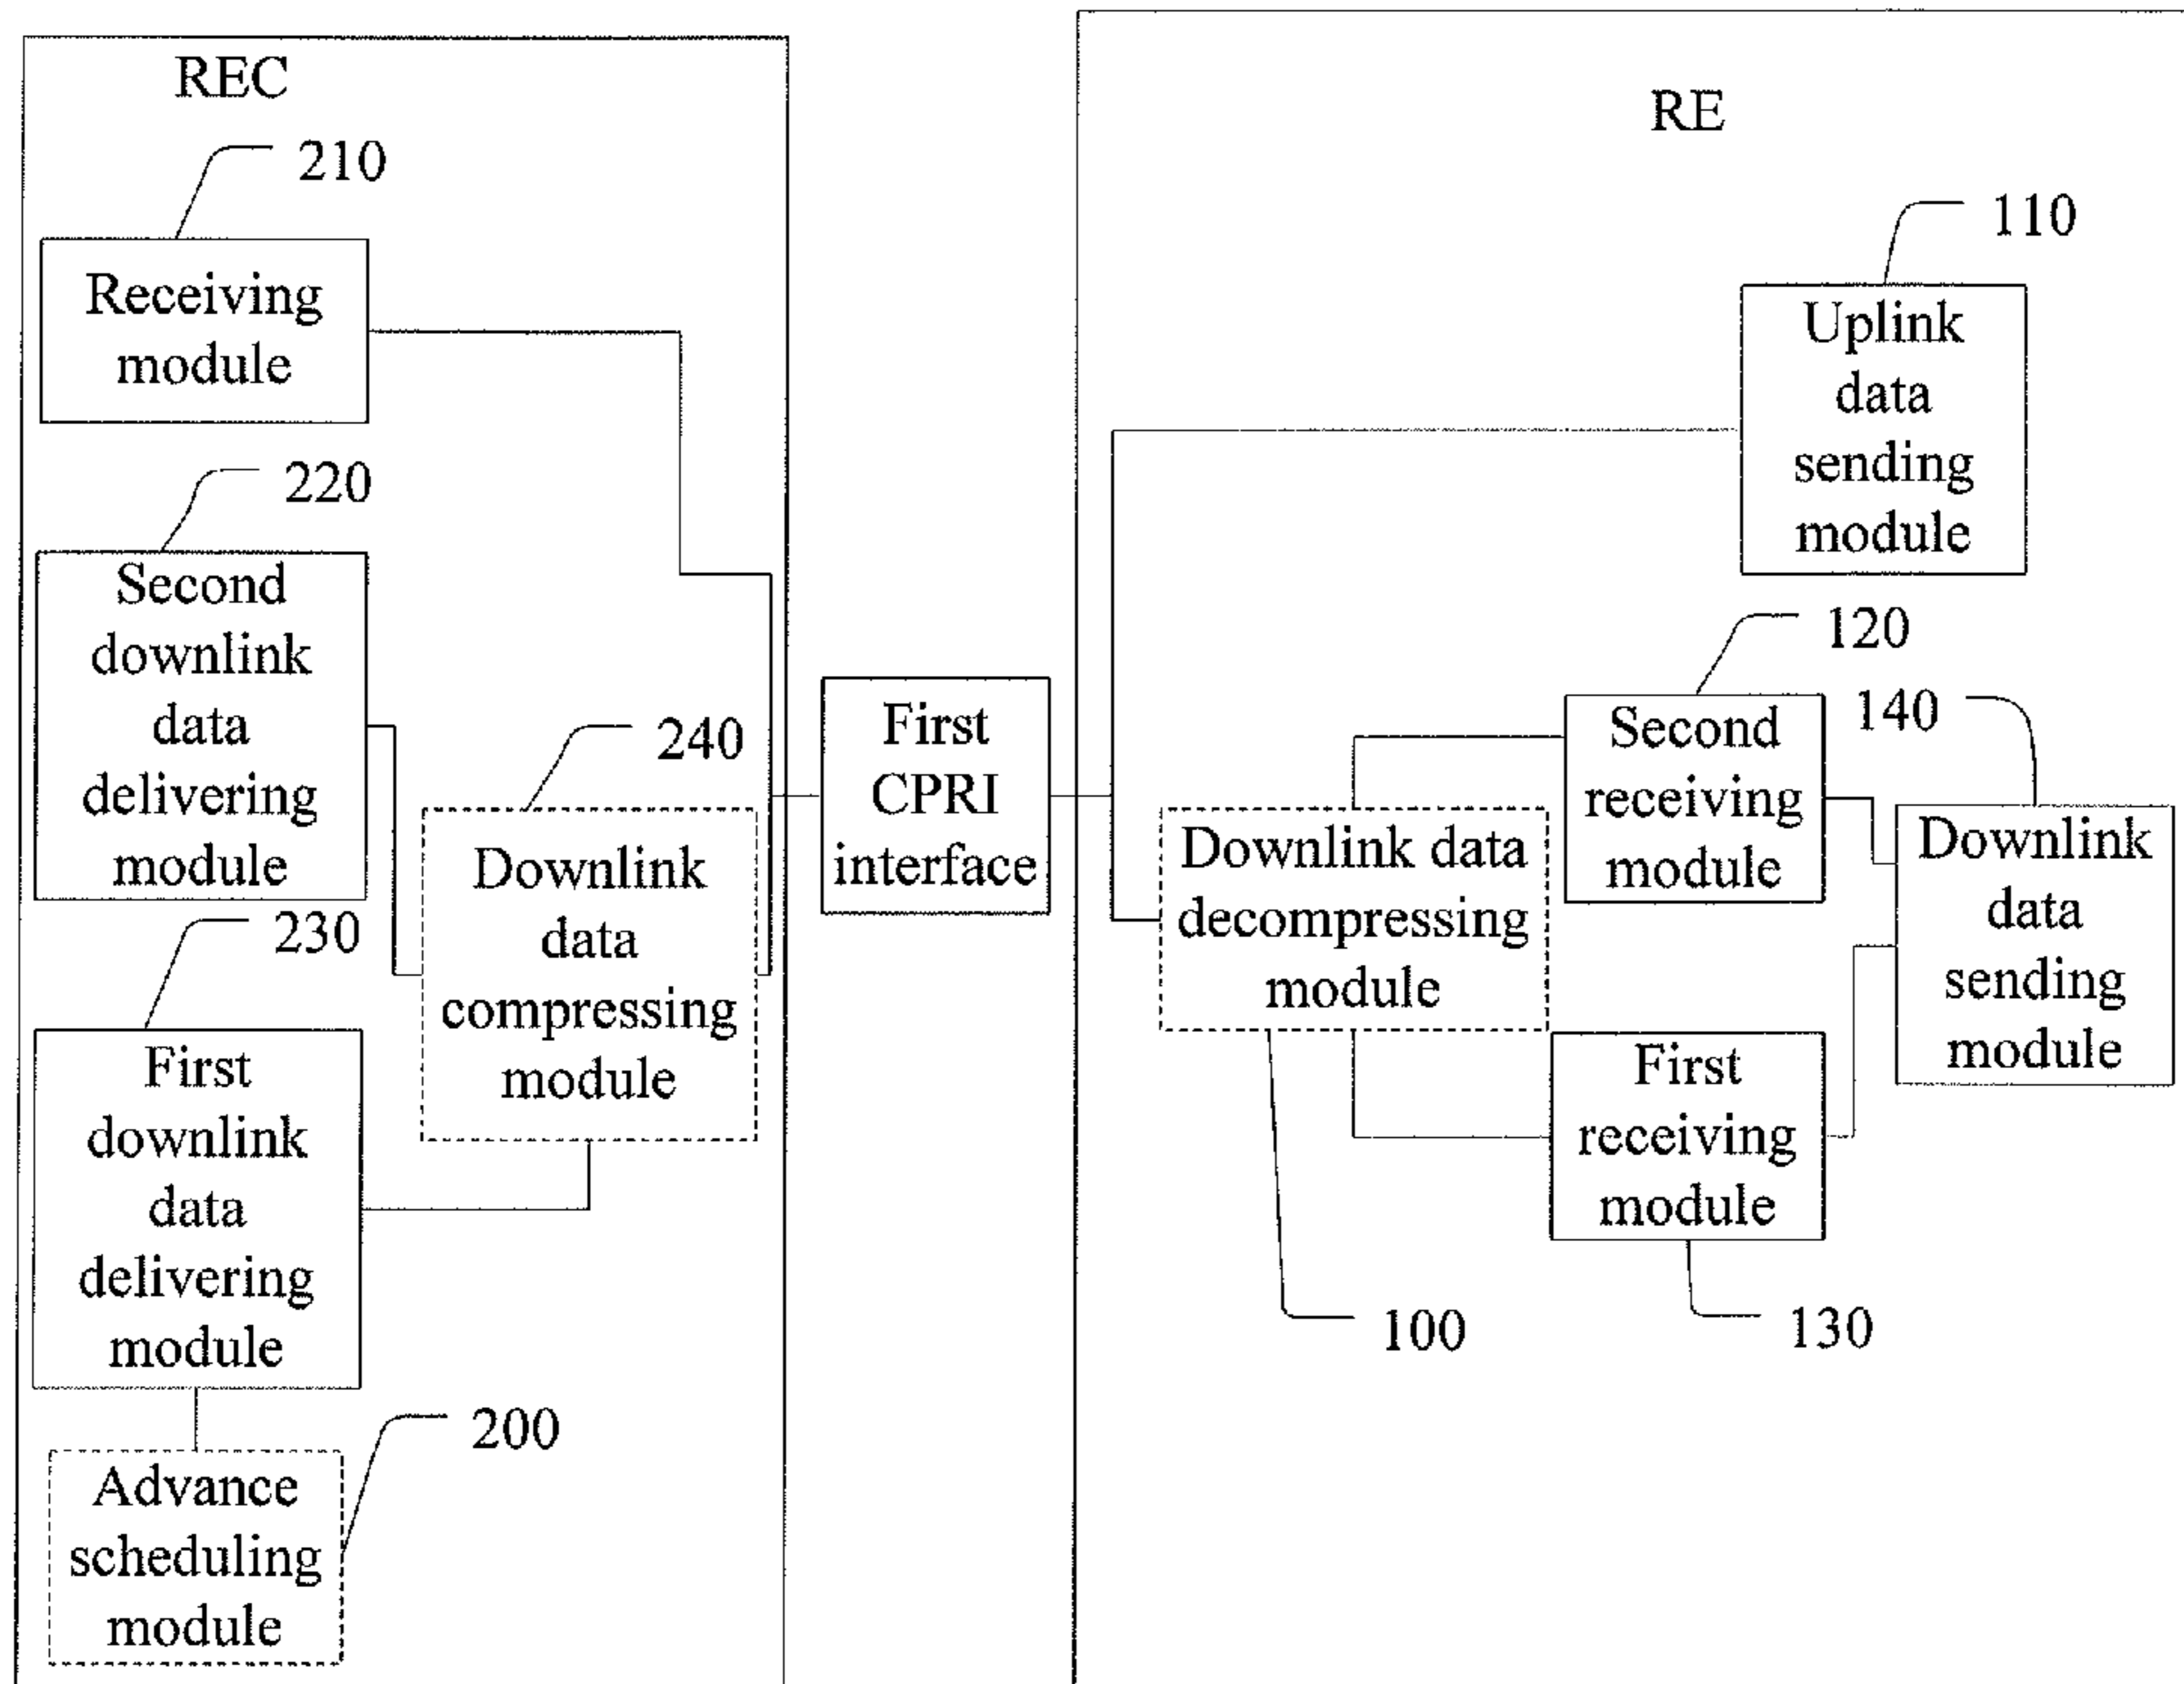 REC
210
Receiving
module
220
Second
downlink
data
delivering
module
240
Downlink
data
compressing
module
230
First
downlink
data
delivering
module
200
Advance
scheduling
module
First
CPRI
interface
RE
110
Uplink
data
sending
module
120
Second
receiving
module
140
Downlink
data
sending
module
Downlink data
decompressing
module
First
receiving
module
100
130